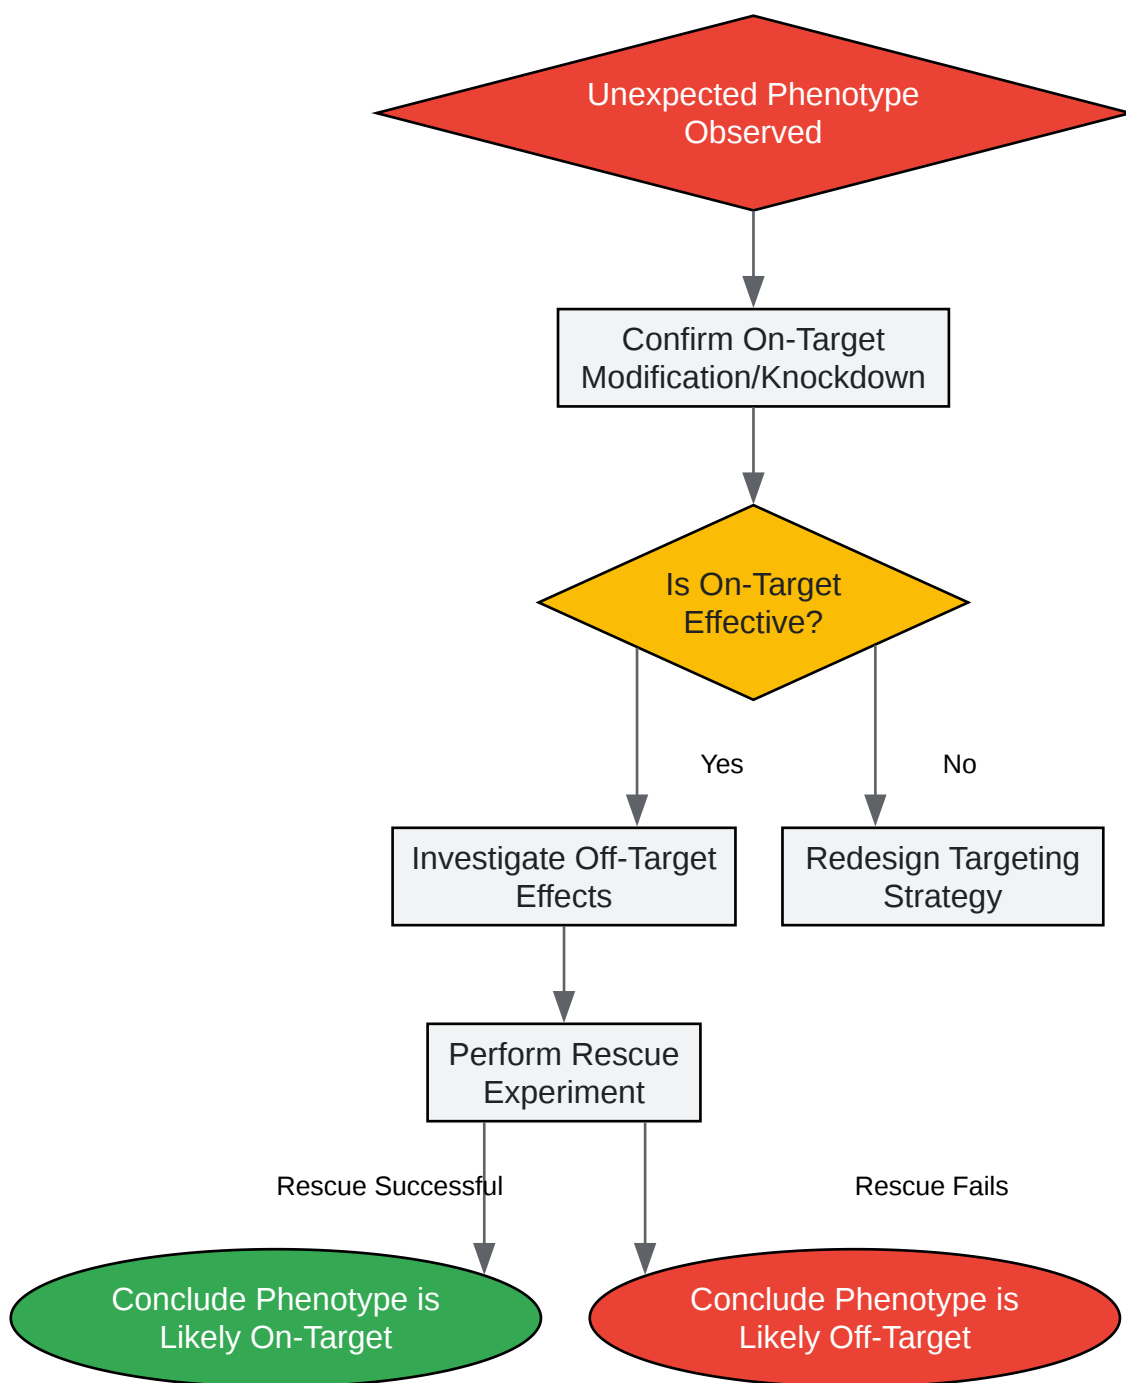 Unexpected Phenotype
Observed
Confirm On-Target
Modification/Knockdown
Is On-Target
Effective?
Yes
No
Investigate Off-Target
Effects
Redesign Targeting
Strategy
Perform Rescue
Experiment
Rescue Successful
Rescue Fails
Conclude Phenotype is
Likely On-Target
Conclude Phenotype is
Likely Off-Target